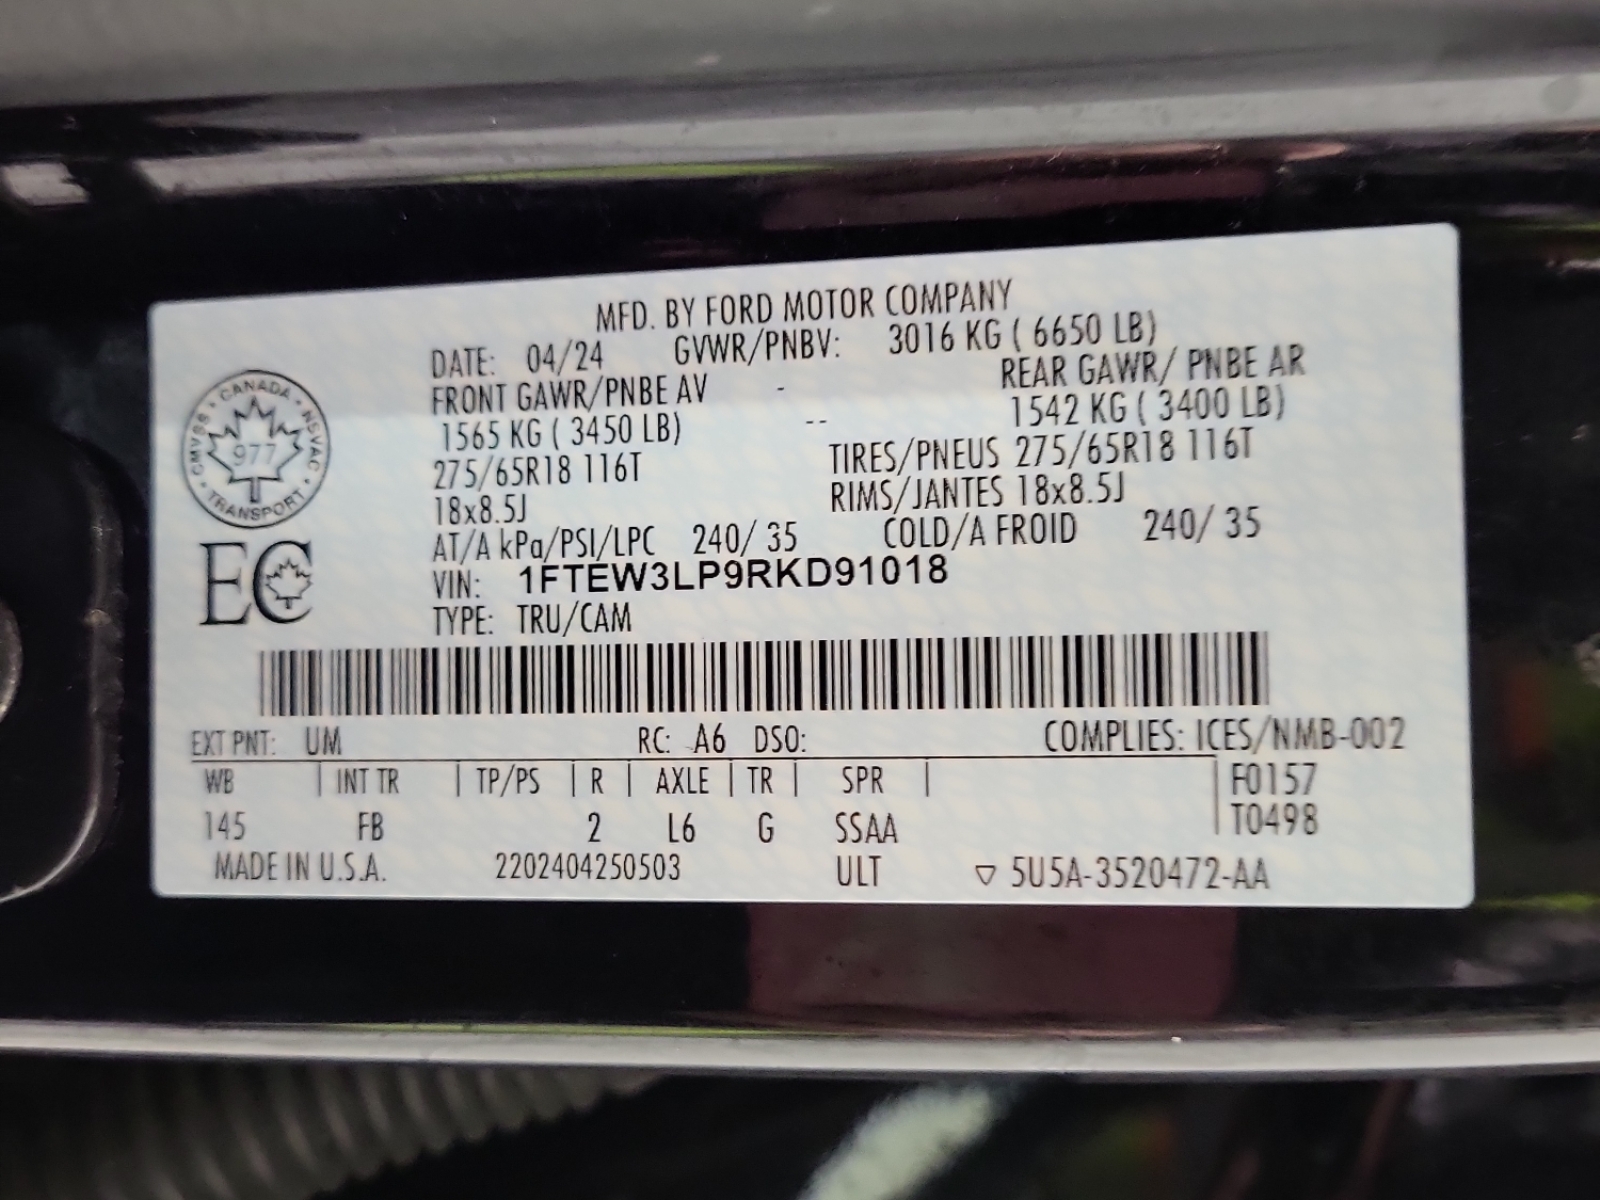 MFD. BY FORD MOTOR COMPANY
DATE: 04/24 GVWR/PNBV: 3016 KG ( 6650 LB)
FRONT GAWR/PNBE AV - REAR GAWR/ PNBE AR
1565 KG ( 3450 LB) -- 1542 KG ( 3400 LB)
275/65R18 116T TIRES/PNEUS 275/65R18 116T
18x8.5J RIMS/JANTES 18x8.5J
AT/A kPa/PSI/LPC 240/ 35 COLD/A FROID 240/ 35
VIN: 1FTEW3LP9RKD91018
TYPE: TRU/CAM
CANADA · NSVAC · TRANSPORT · CMVSS
977
EC
EXT PNT: UM RC: A6 DSO: COMPLIES: ICES/NMB-002
WB | INT TR | TP/PS | R | AXLE | TR | SPR | F0157
145 FB 2 L6 G SSAA T0498
MADE IN U.S.A. 2202404250503 ULT ▽ 5U5A-3520472-AA